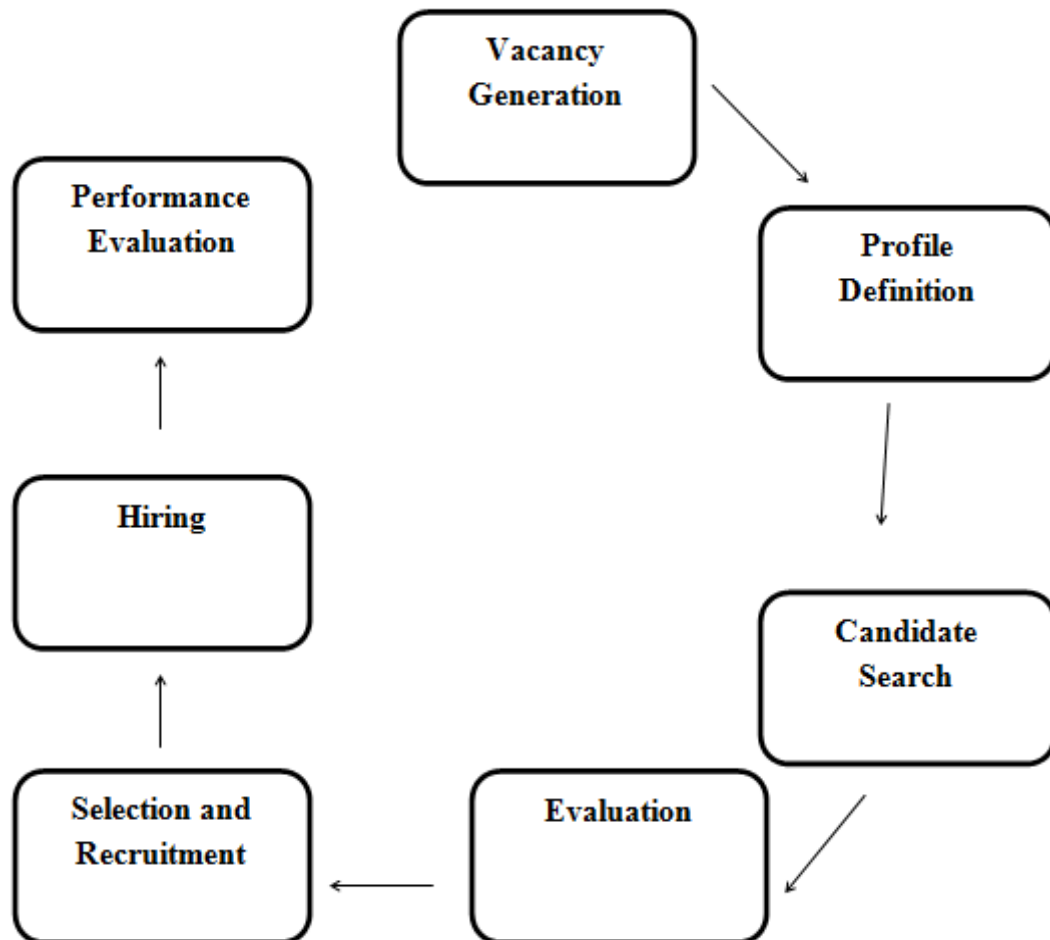 Vacancy
Generation
Profile
Definition
Candidate
Search
Evaluation
Selection and
Recruitment
Hiring
Performance
Evaluation